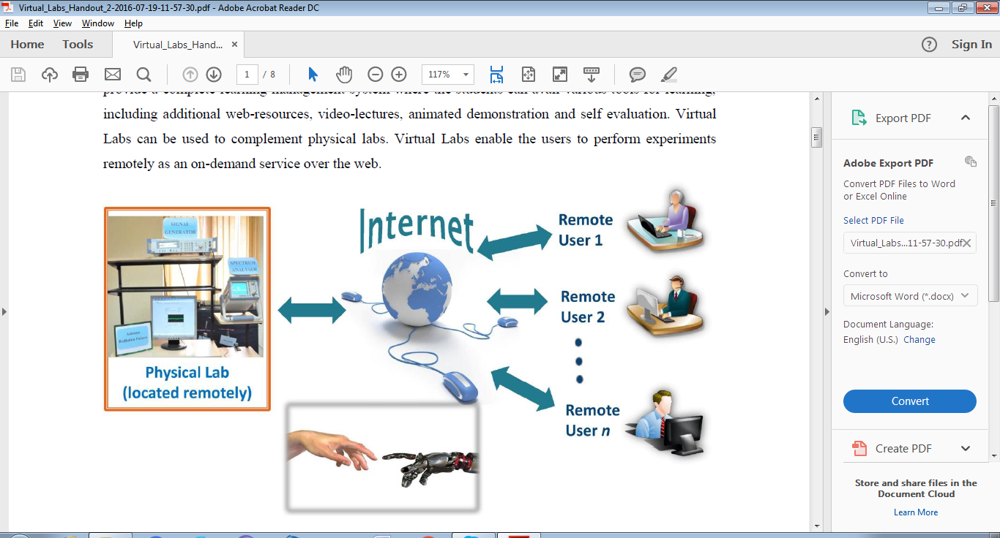 Virtual_Labs_Handout_2-2016-07-19-11-57-30.pdf - Adobe Acrobat Reader DC
File Edit View Window Help
Home Tools Virtual_Labs_Hand... × ? Sign In
1 / 8 117%
provide a complete learning management system where the students can avail various tools for learning,
including additional web-resources, video-lectures, animated demonstration and self evaluation. Virtual
Labs can be used to complement physical labs. Virtual Labs enable the users to perform experiments
remotely as an on-demand service over the web.
SIGNAL
GENERATOR
SPECTRUM
ANALYSER
Antenna
Radiation Pattern
Physical Lab
(located remotely)
Internet
Remote
User 1
Remote
User 2
Remote
User n
Export PDF
Adobe Export PDF
Convert PDF Files to Word
or Excel Online
Select PDF File
Virtual_Labs...11-57-30.pdf
Convert to
Microsoft Word (*.docx)
Document Language:
English (U.S.) Change
Convert
Create PDF
Store and share files in the
Document Cloud
Learn More